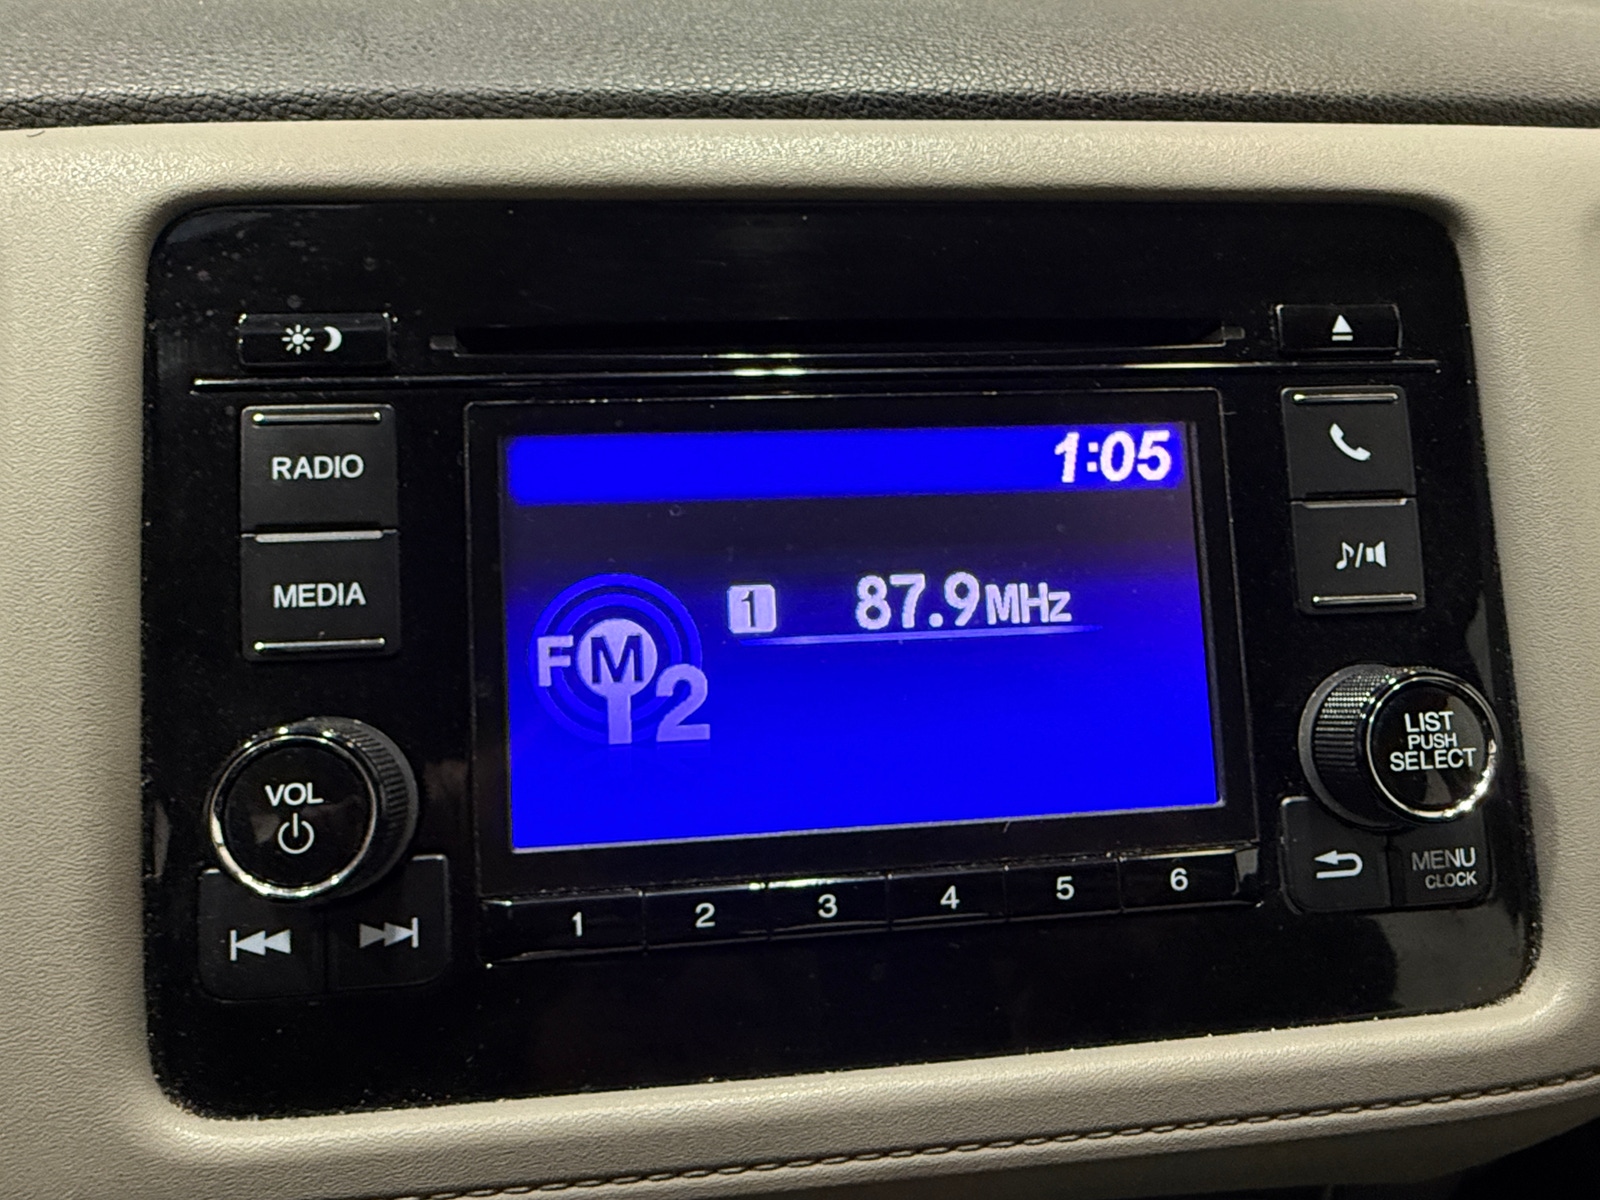 RADIO
MEDIA
VOL
1:05
1 87.9MHz
FM2
1 2 3 4 5 6
LIST
PUSH
SELECT
MENU
CLOCK